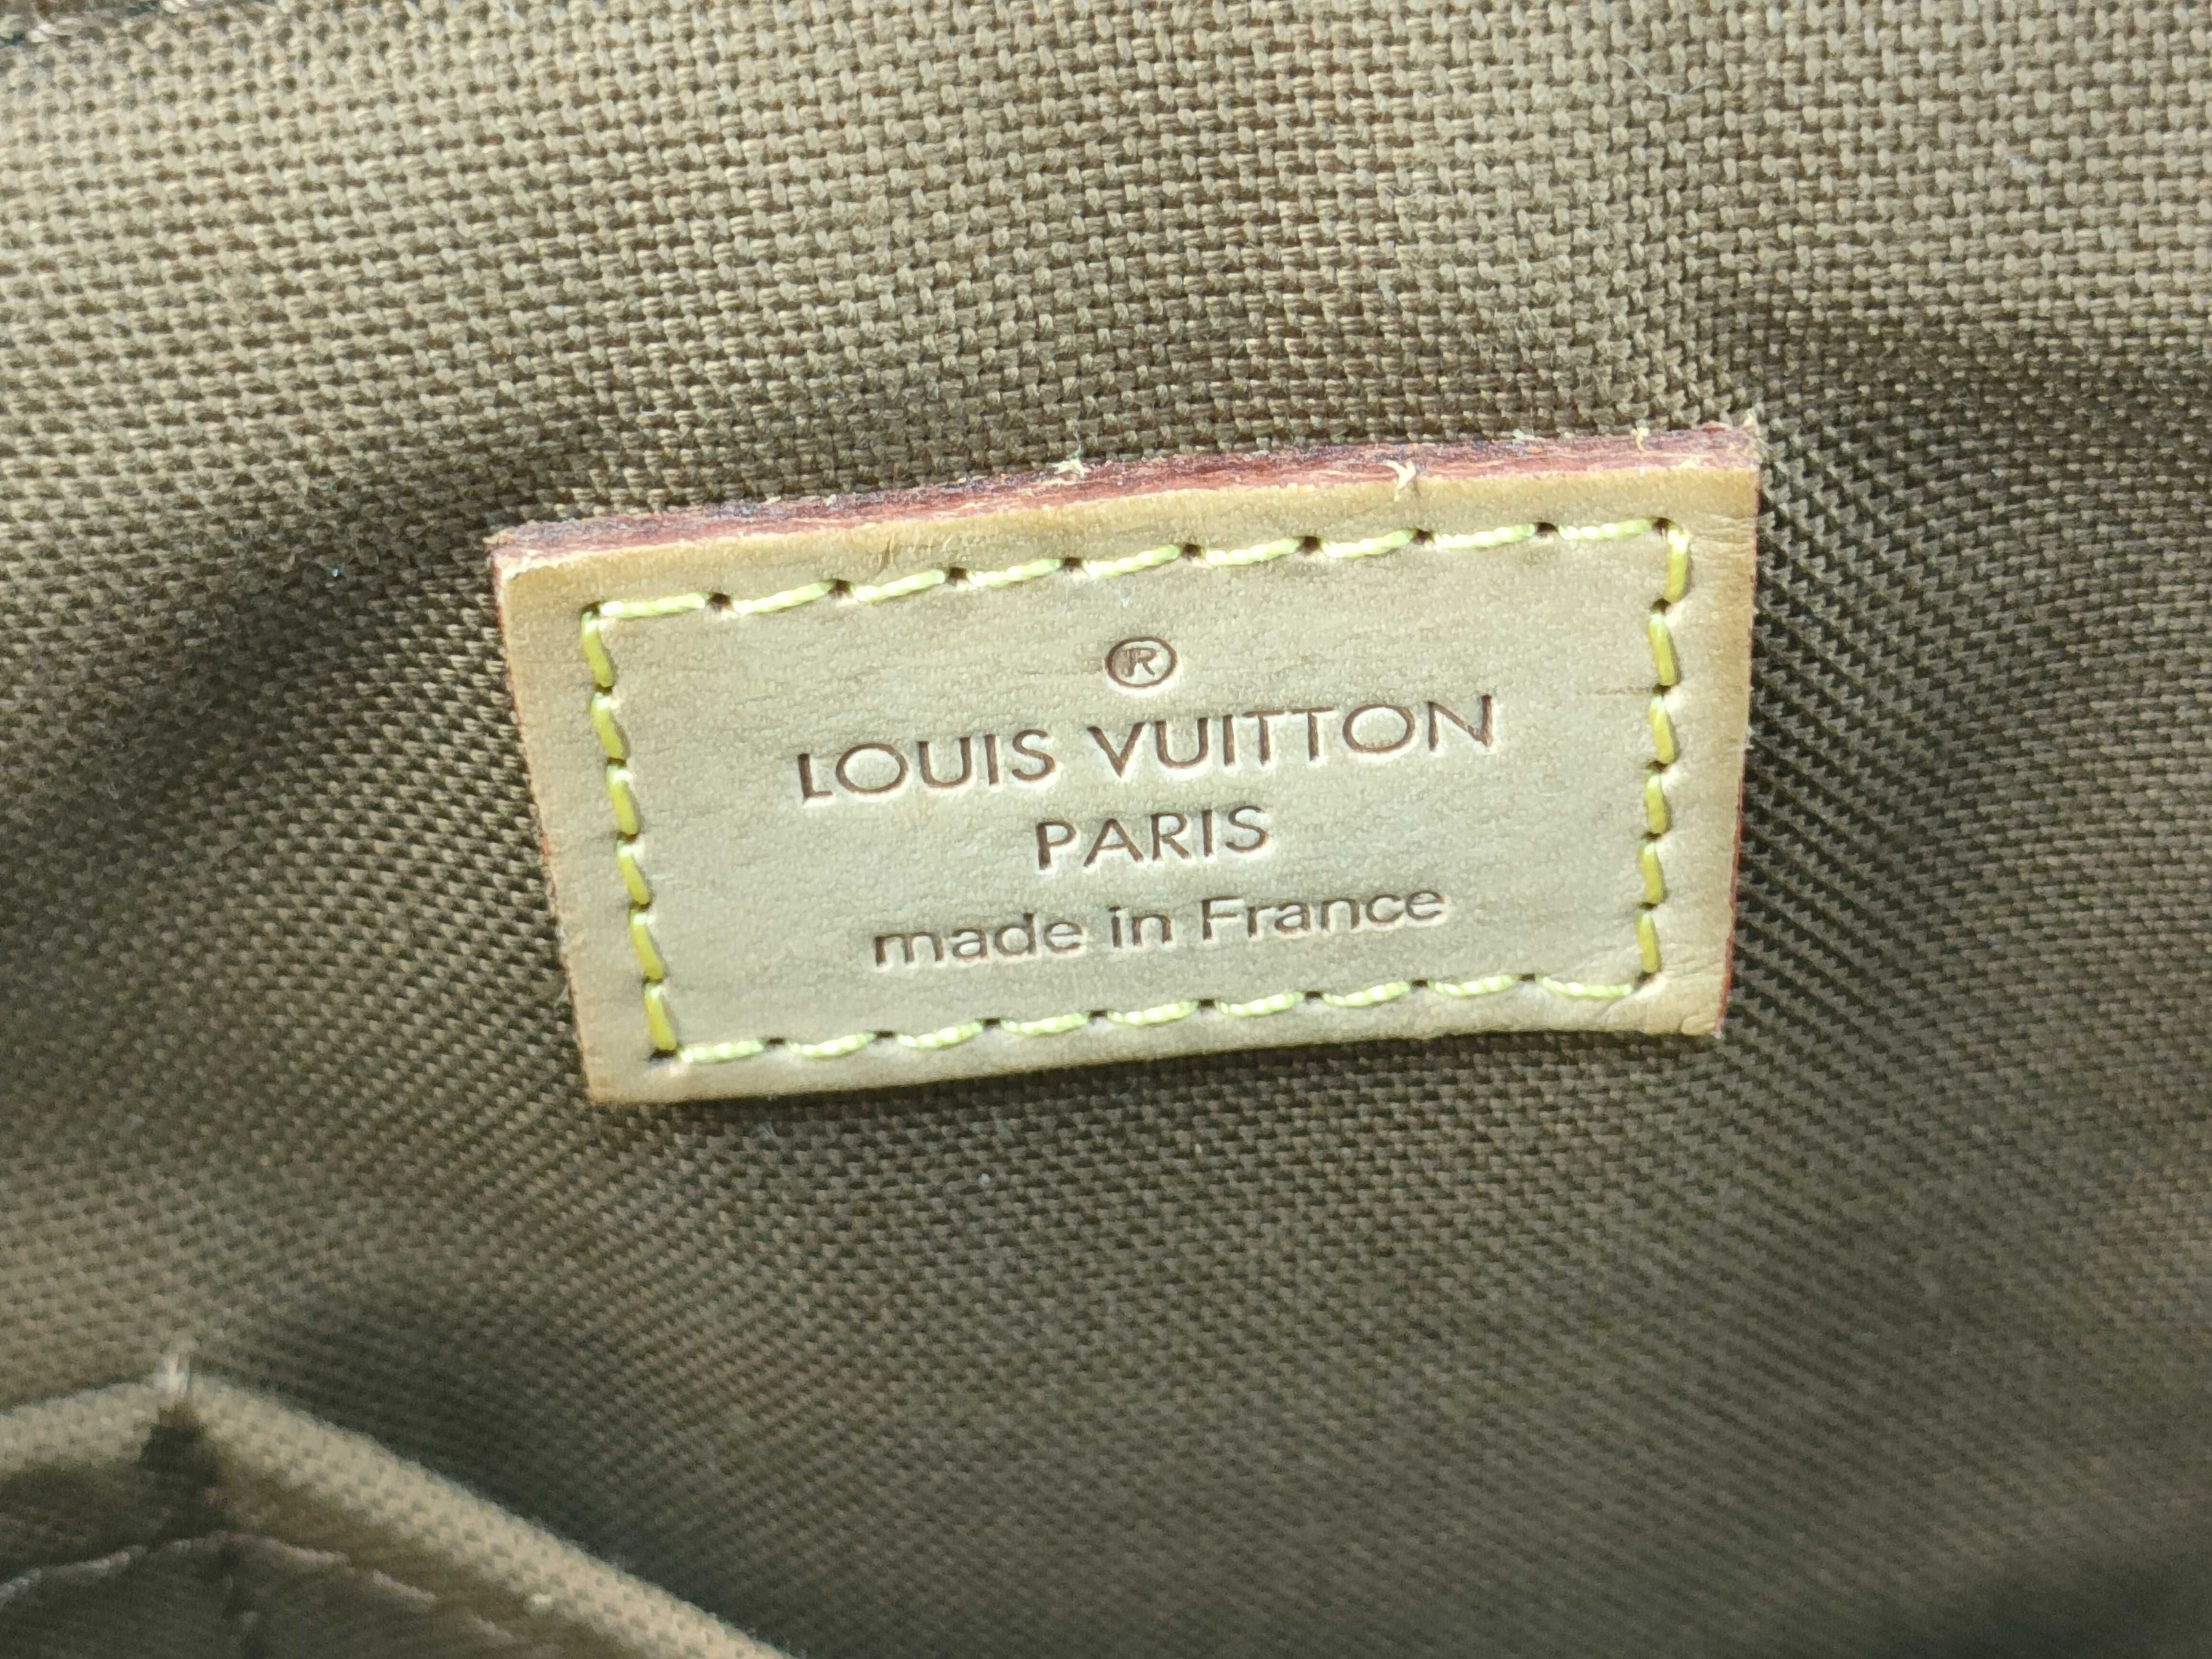 ®
LOUIS VUITTON
PARIS
made in France